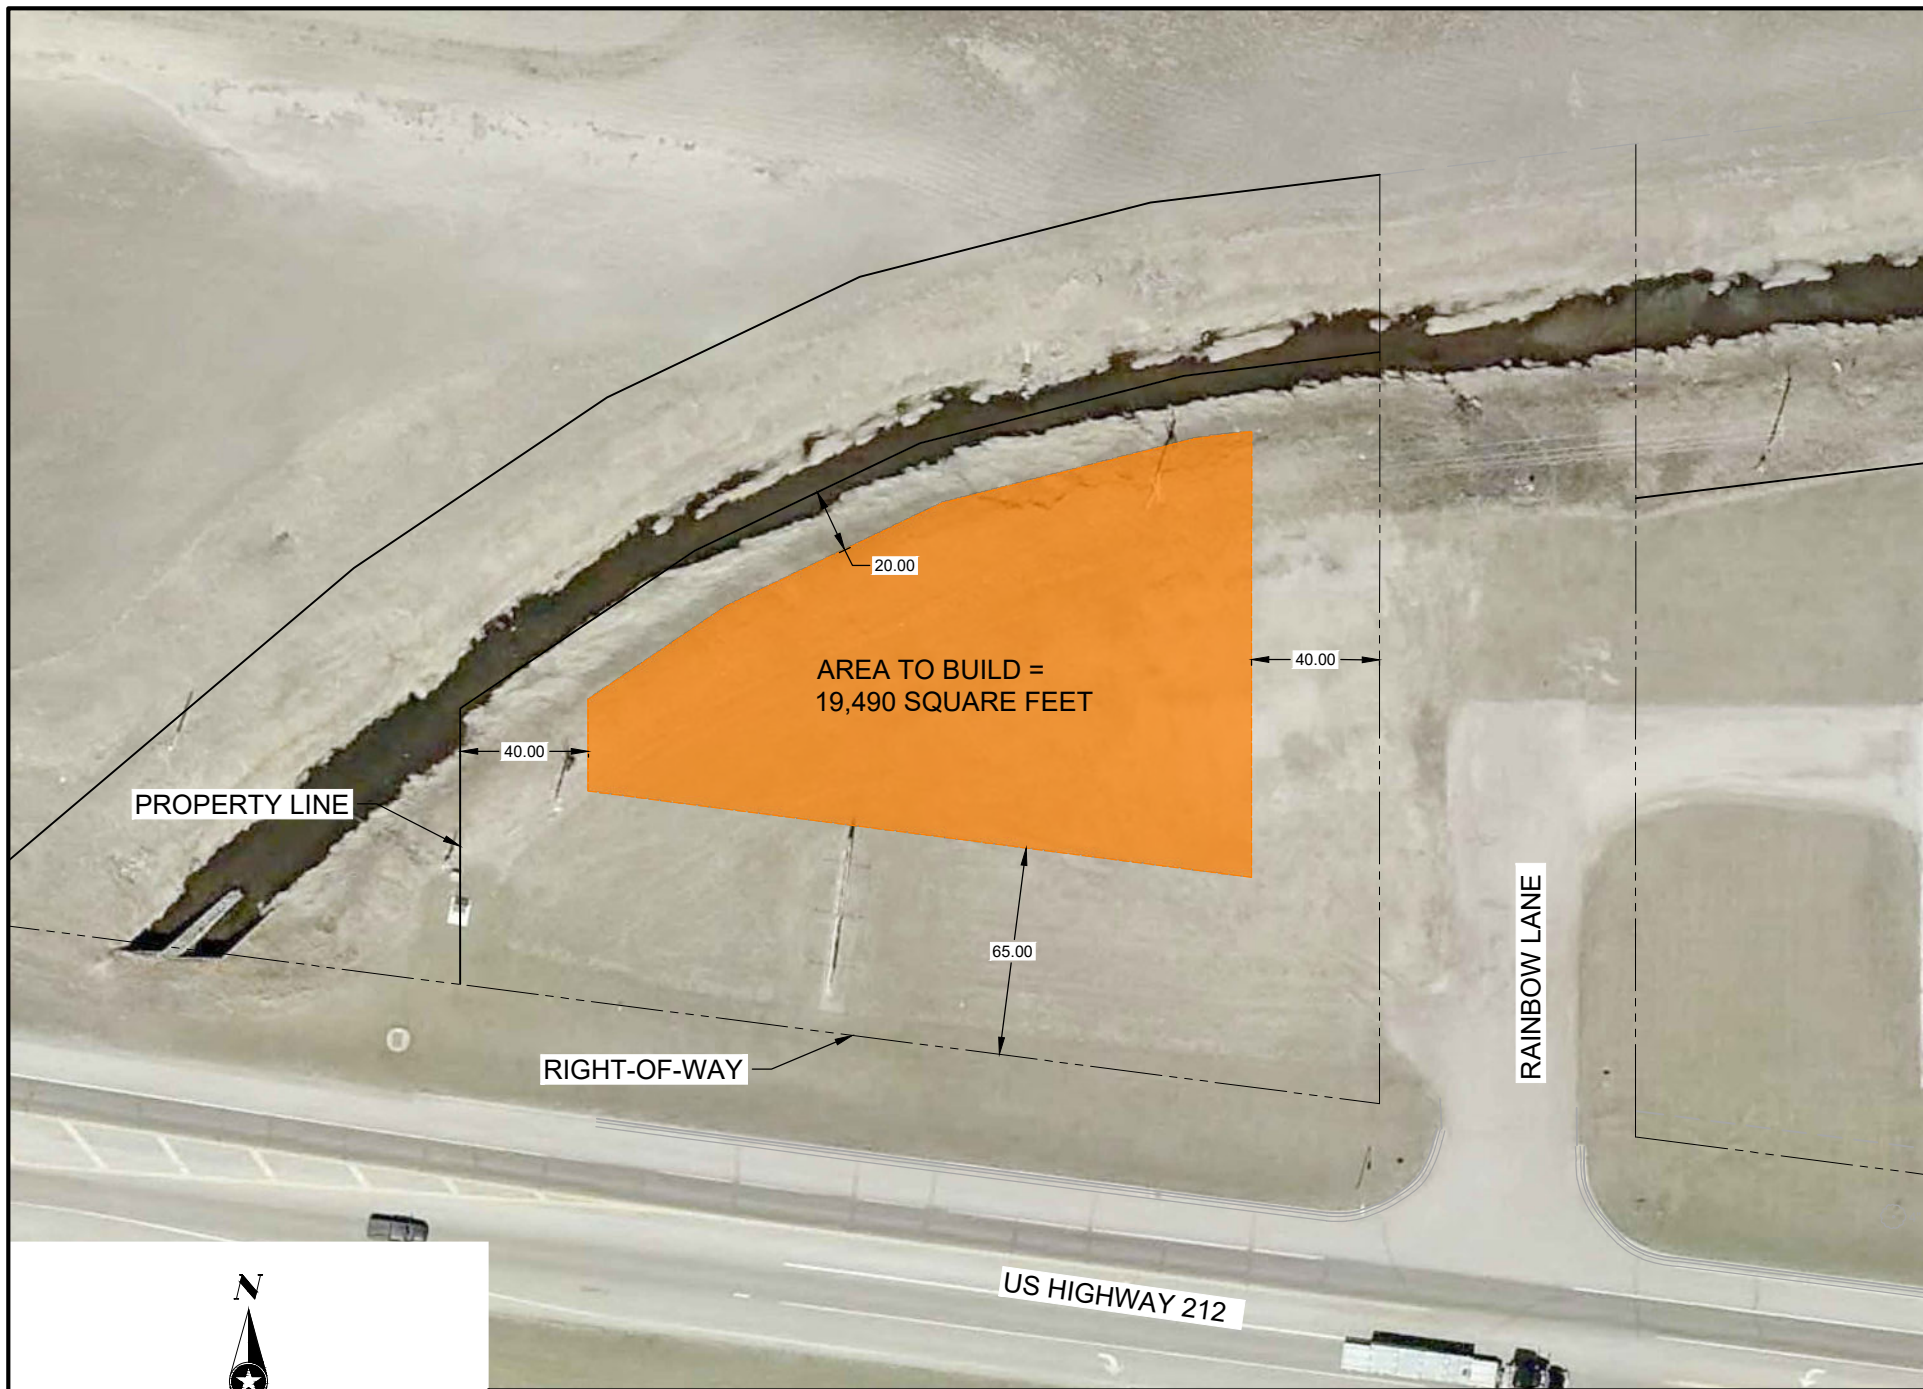 20.00
AREA TO BUILD =
19,490 SQUARE FEET
40.00
40.00
PROPERTY LINE
65.00
RAINBOW LANE
RIGHT-OF-WAY
US HIGHWAY 212
N